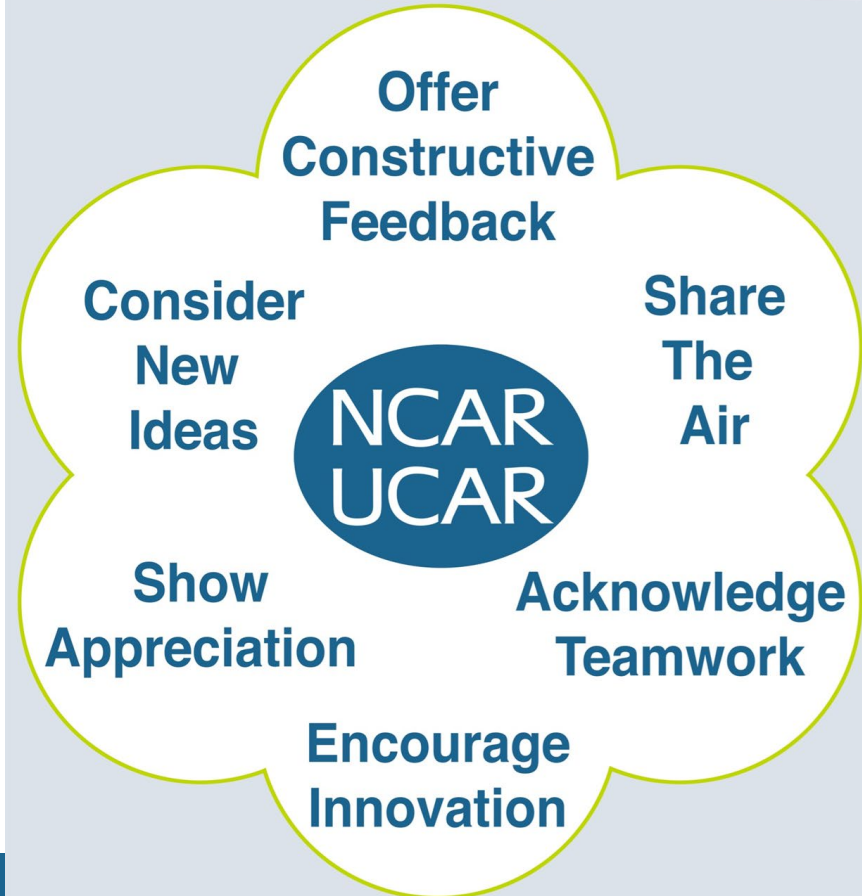 Offer
Constructive
Feedback
Share
The
Air
Acknowledge
Teamwork
Encourage
Innovation
Show
Appreciation
Consider
New
Ideas
NCAR
UCAR